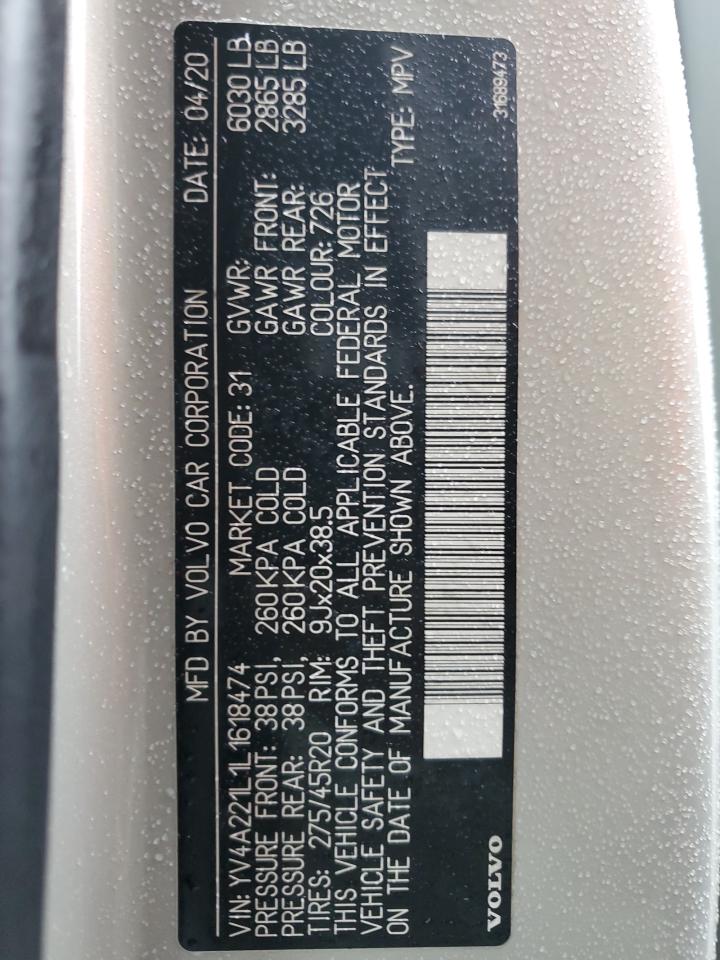 MFD BY VOLVO CAR CORPORATION DATE: 04/20
VIN: YV4A221L1L1618474 MARKET CODE: 31 GVWR: 6030 LB
PRESSURE FRONT: 38PSI, 260KPA COLD GAWR FRONT: 2865 LB
PRESSURE REAR: 38PSI, 260KPA COLD GAWR REAR: 3285 LB
TIRES: 275/45R20 RIM: 9Jx20x38.5 COLOUR: 726
THIS VEHICLE CONFORMS TO ALL APPLICABLE FEDERAL MOTOR
VEHICLE SAFETY AND THEFT PREVENTION STANDARDS IN EFFECT
ON THE DATE OF MANUFACTURE SHOWN ABOVE. TYPE: MPV
VOLVO 31689473